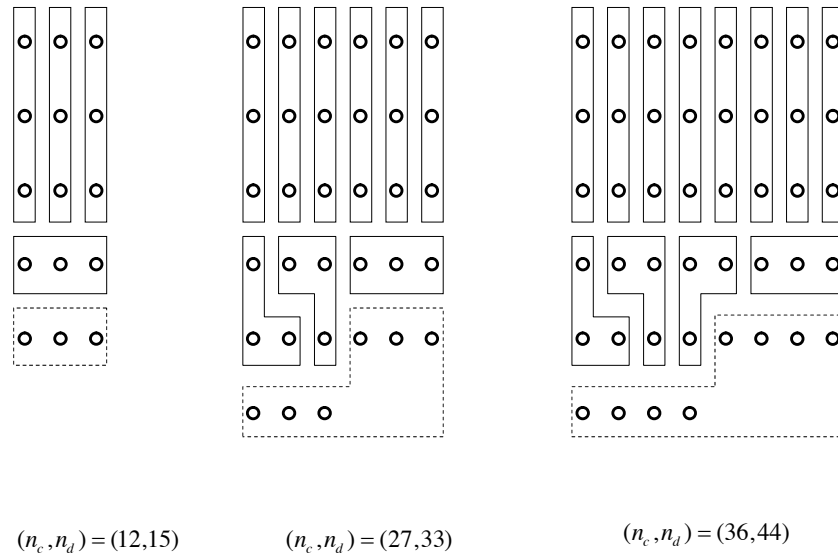 (n_c, n_d) = (12,15)
(n_c, n_d) = (27,33)
(n_c, n_d) = (36,44)